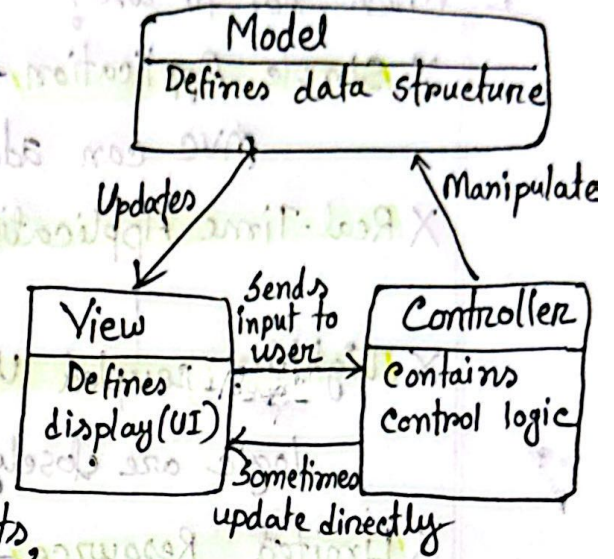 Model
Defines data structure
Updates
Manipulate
View
Defines
display(UI)
Sends
input to
user
Controller
Contains
Control logic
Sometimes
update directly
ts,